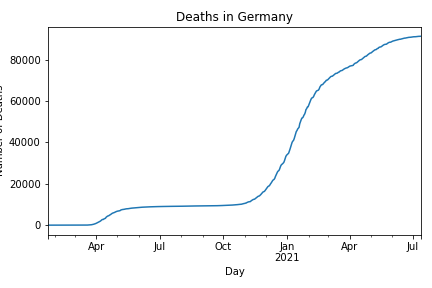 Deaths in Germany
Number of Deaths
80000
60000
40000
20000
0
Apr Jul Oct Jan Apr Jul
2021
Day